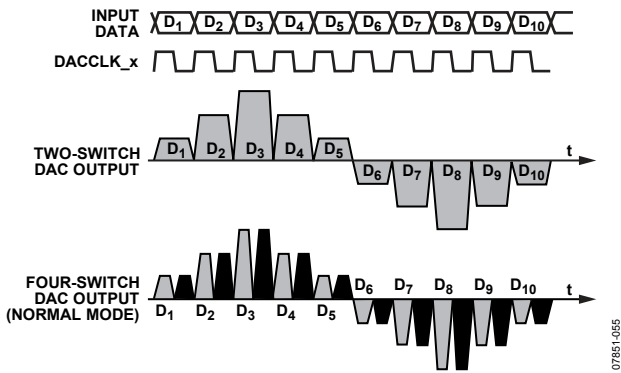 INPUT
DATA
D1 D2 D3 D4 D5 D6 D7 D8 D9 D10
DACCLK_x
TWO-SWITCH
DAC OUTPUT
D1 D2 D3 D4 D5
D6 D7 D8 D9 D10
t
FOUR-SWITCH
DAC OUTPUT
(NORMAL MODE)
D6 D7 D8 D9 D10
t
D1 D2 D3 D4 D5
07851-055